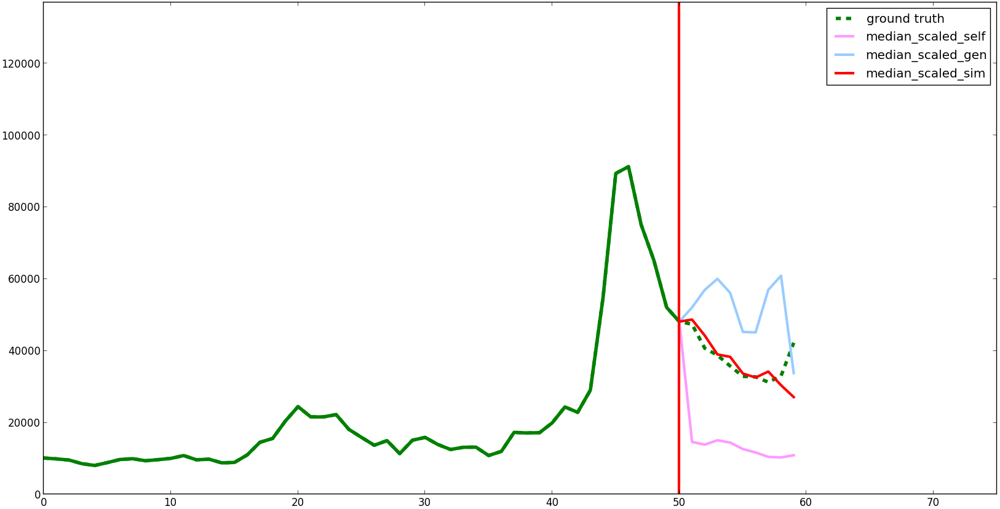 ground truth
median_scaled_self
median_scaled_gen
median_scaled_sim
120000
100000
80000
60000
40000
20000
0
0 10 20 30 40 50 60 70